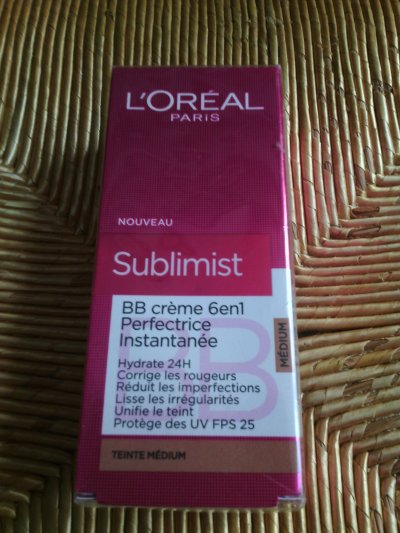 L'ORÉAL
PARIS
NOUVEAU
Sublimist
BB crème 6en1
Perfectrice
Instantanée
MÉDIUM
Hydrate 24H
Corrige les rougeurs
Réduit les imperfections
Lisse les irrégularités
Unifie le teint
Protège des UV FPS 25
TEINTE MÉDIUM